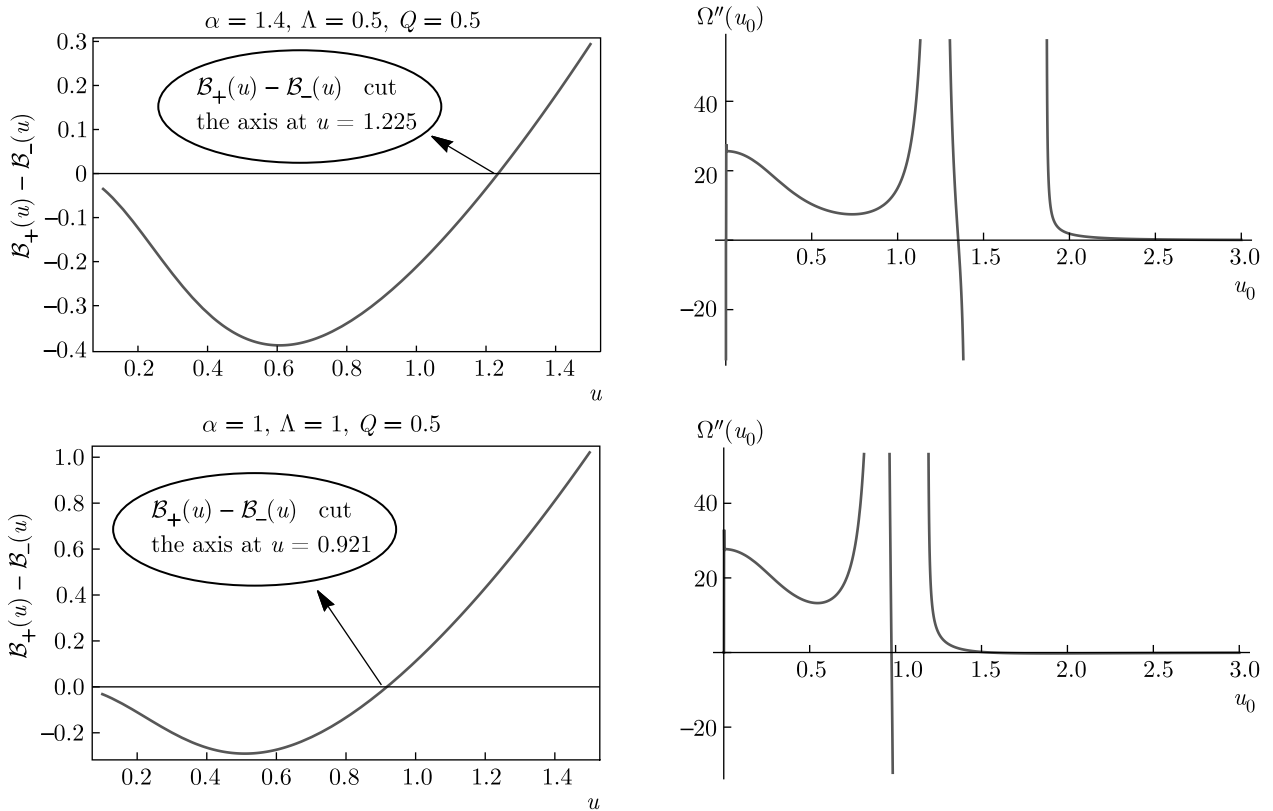 α = 1.4, Λ = 0.5, Q = 0.5
0.3
0.2
0.1
0
−0.1
−0.2
−0.3
−0.4
ℬ₊(u) − ℬ₋(u)
ℬ₊(u) − ℬ₋(u) cut
the axis at u = 1.225
0.2 0.4 0.6 0.8 1.0 1.2 1.4
u
Ω″(u₀)
40
20
−20
0.5 1.0 1.5 2.0 2.5 3.0
u₀
α = 1, Λ = 1, Q = 0.5
1.0
0.8
0.6
0.4
0.2
0.0
−0.2
ℬ₊(u) − ℬ₋(u)
ℬ₊(u) − ℬ₋(u) cut
the axis at u = 0.921
0.2 0.4 0.6 0.8 1.0 1.2 1.4
u
Ω″(u₀)
40
20
−20
0.5 1.0 1.5 2.0 2.5 3.0
u₀